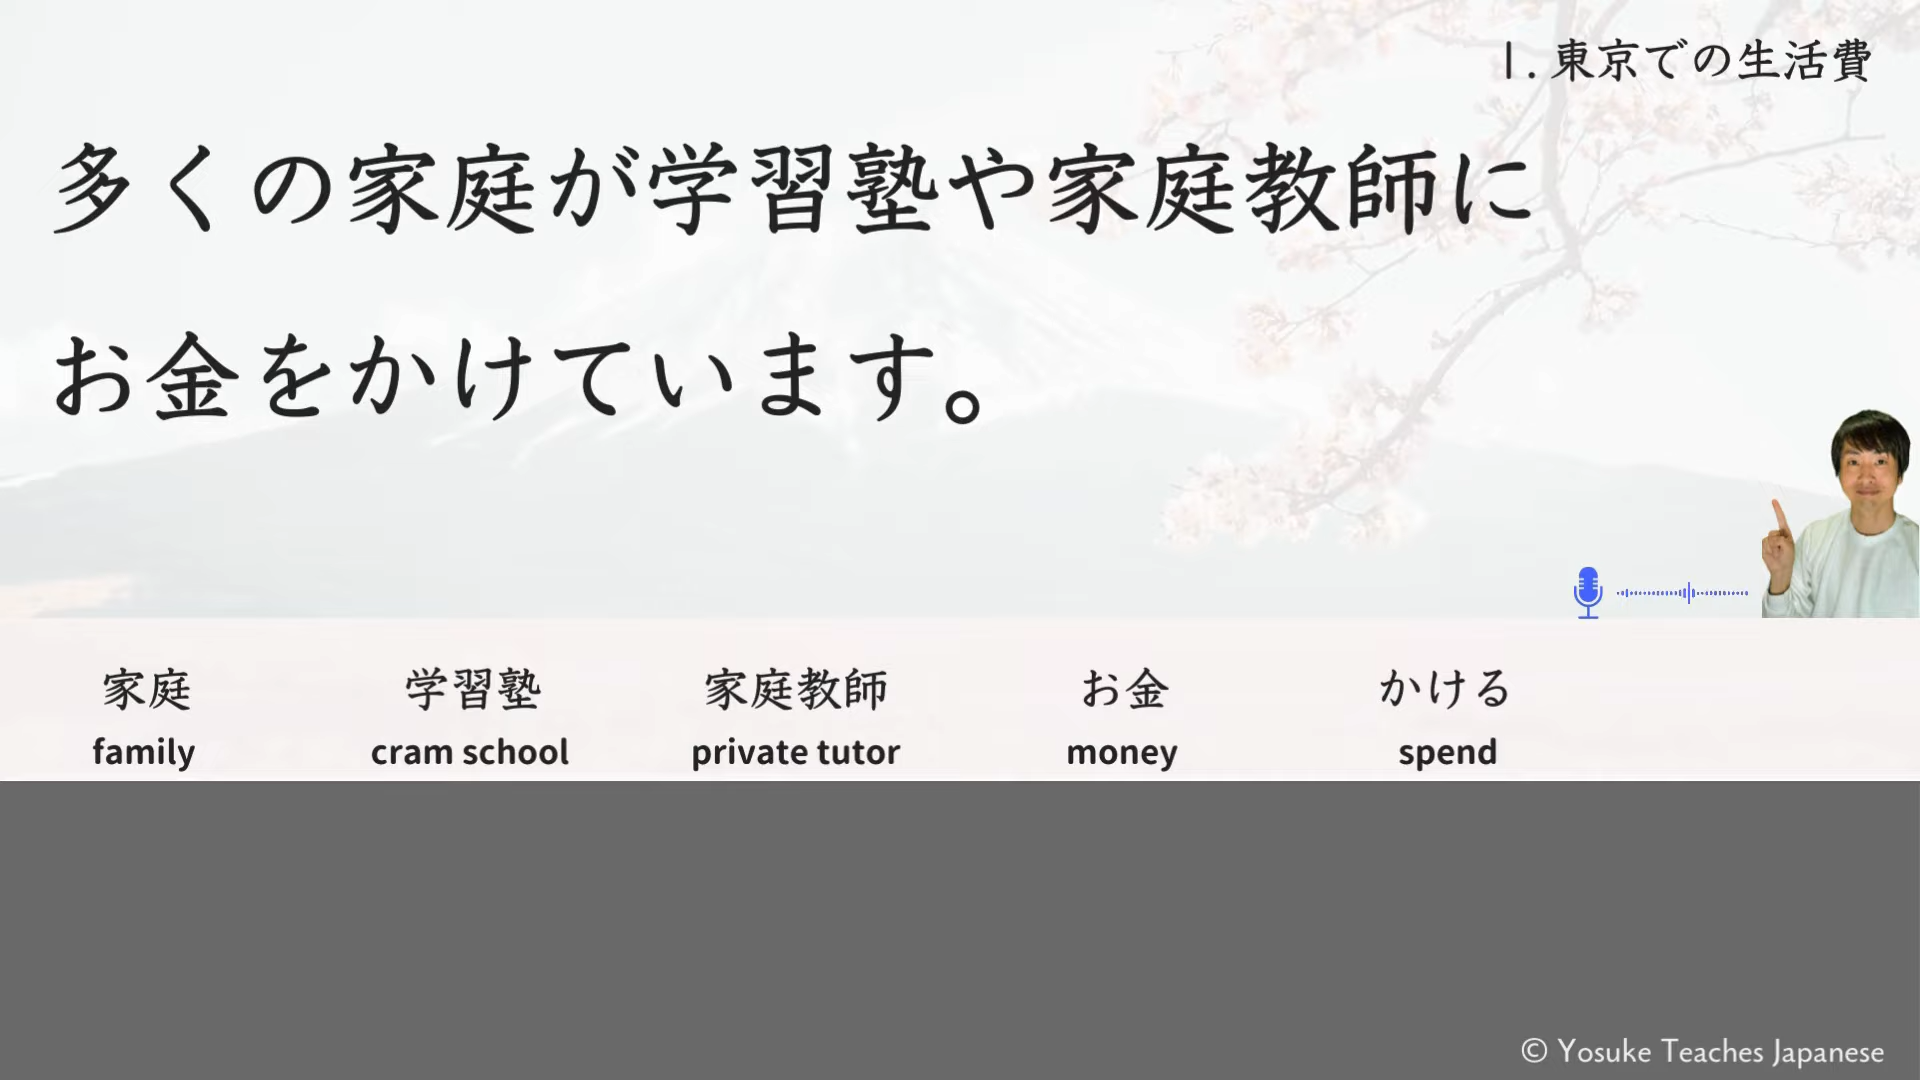 1. 東京での生活費
多くの家庭が学習塾や家庭教師に
お金をかけています。
家庭 学習塾 家庭教師 お金 かける
family cram school private tutor money spend
© Yosuke Teaches Japanese